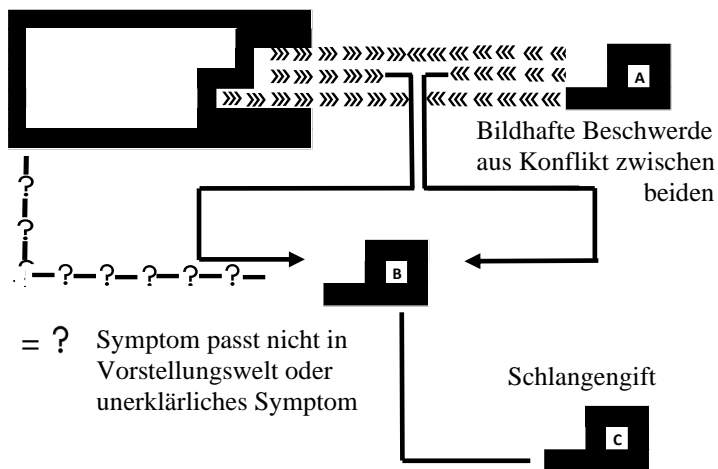 A
Bildhafte Beschwerde
aus Konflikt zwischen
beiden
?
?
?
? ? ? ? ?
B
= ? Symptom passt nicht in
Vorstellungswelt oder
unerklärliches Symptom
Schlangengift
C